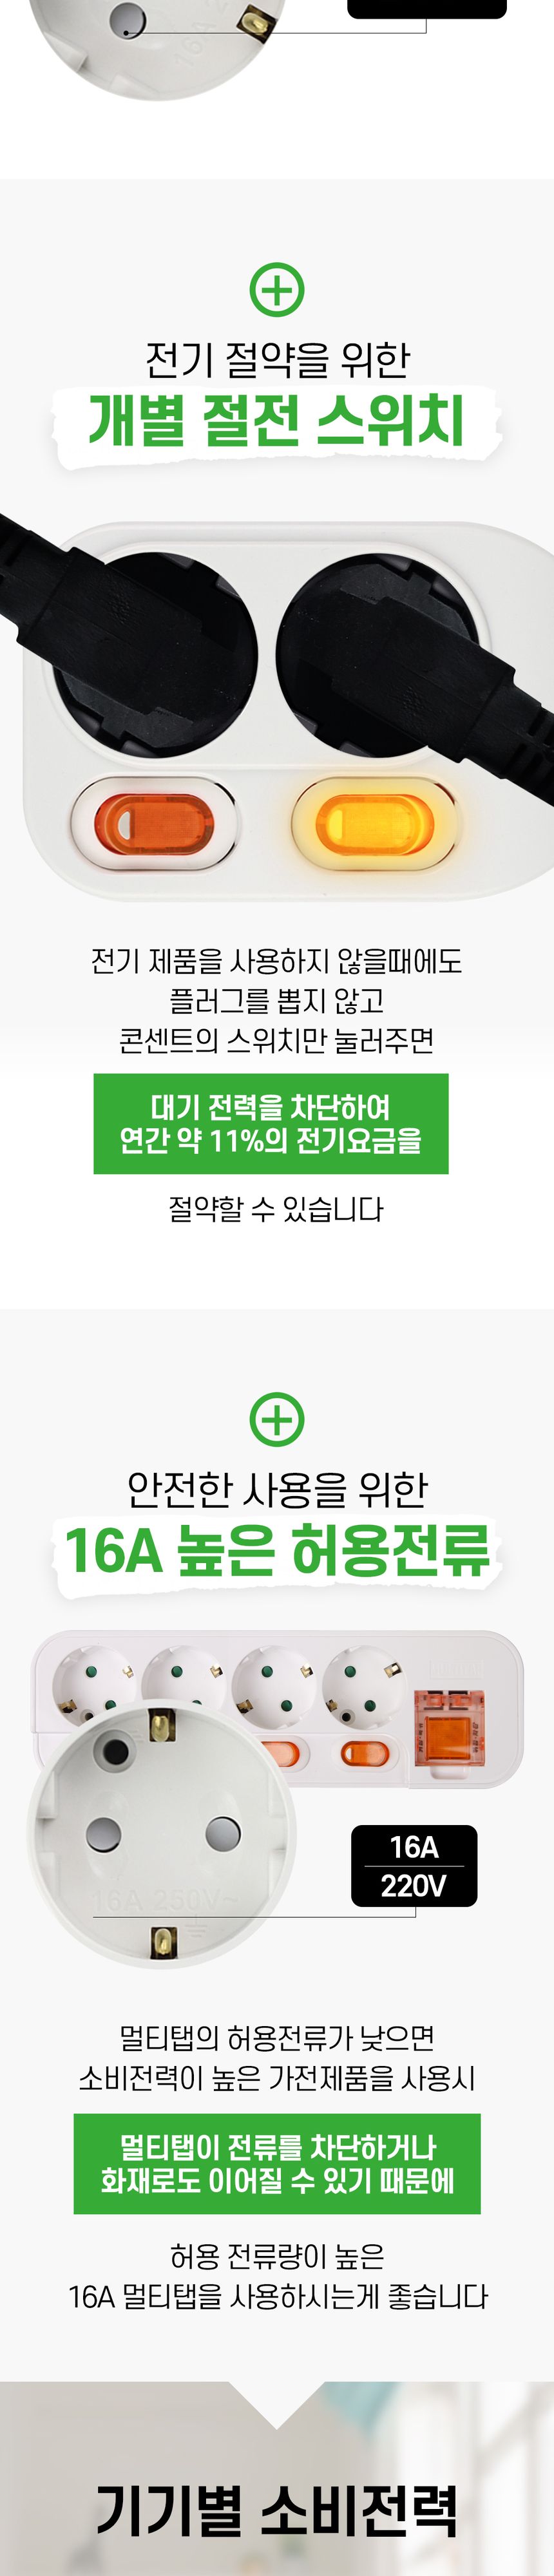 16A 2
전기 절약을 위한
개별 절전 스위치
전기 제품을 사용하지 않을때에도
플러그를 뽑지 않고
콘센트의 스위치만 눌러주면
대기 전력을 차단하여
연간 약 11%의 전기요금을
절약할 수 있습니다
안전한 사용을 위한
16A 높은 허용전류
16A
220V
16A 250V~
멀티탭의 허용전류가 낮으면
소비전력이 높은 가전제품을 사용시
멀티탭이 전류를 차단하거나
화재로도 이어질 수 있기 때문에
허용 전류량이 높은
16A 멀티탭을 사용하시는게 좋습니다
기기별 소비전력